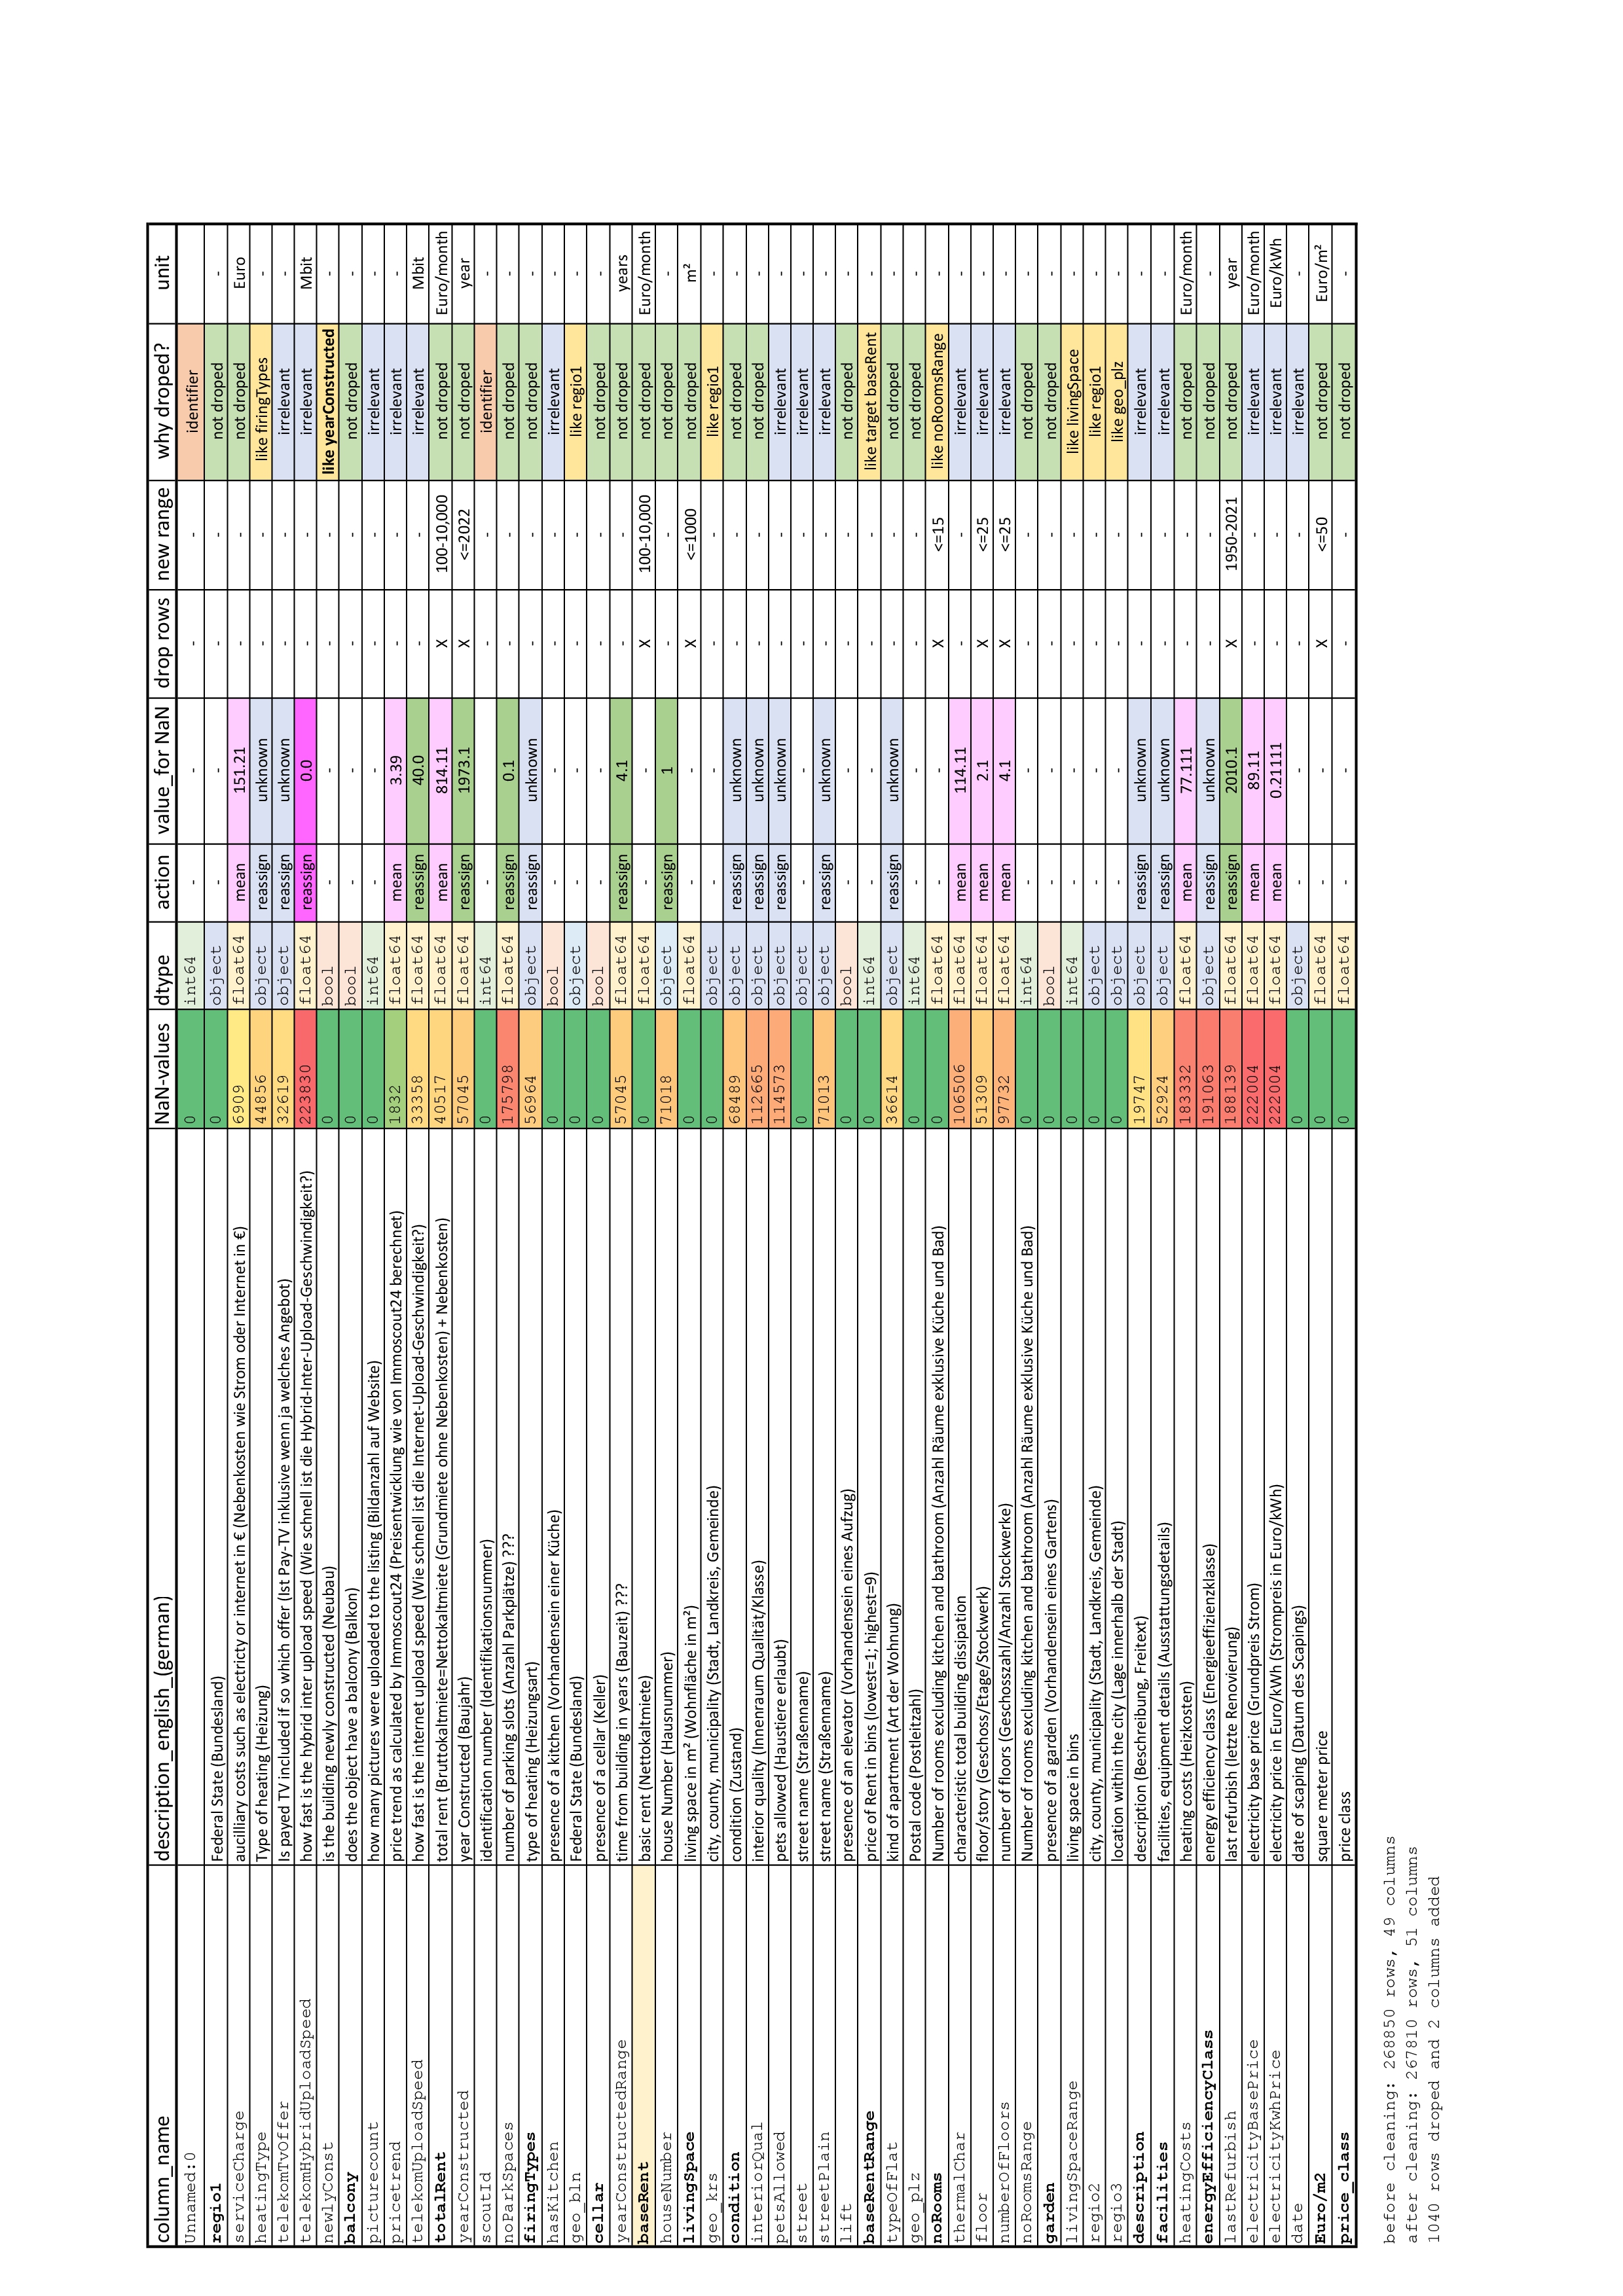 column_name description_english_(german) NaN-values dtype action value_for NaN drop rows new range why droped? unit
Unnamed:0 0 int64 - - - - identifier
regio1 Federal State (Bundesland) 0 object - - - - not droped -
serviceCharge aucilliary costs such as electricty or internet in € (Nebenkosten wie Strom oder Internet in €) 6909 float64 mean 151.21 - - not droped Euro
heatingType Type of heating (Heizung) 44856 object reassign unknown - - like firingTypes -
telekomTvOffer Is payed TV included if so which offer (Ist Pay-TV inklusive wenn ja welches Angebot) 32619 object reassign unknown - - irrelevant -
telekomHybridUploadSpeed how fast is the hybrid inter upload speed (Wie schnell ist die Hybrid-Inter-Upload-Geschwindigkeit?) 223830 float64 reassign 0.0 - - irrelevant Mbit
newlyConst is the building newly constructed (Neubau) 0 bool - - - - like yearConstructed -
balcony does the object have a balcony (Balkon) 0 bool - - - - not droped -
picturecount how many pictures were uploaded to the listing (Bildanzahl auf Website) 0 int64 - - - - irrelevant -
pricetrend price trend as calculated by Immoscout24 (Preisentwicklung wie von Immoscout24 berechnet) 1832 float64 mean 3.39 - - irrelevant -
telekomUploadSpeed how fast is the internet upload speed (Wie schnell ist die Internet-Upload-Geschwindigkeit?) 33358 float64 reassign 40.0 - - irrelevant Mbit
totalRent total rent (Bruttokaltmiete=Nettokaltmiete (Grundmiete ohne Nebenkosten) + Nebenkosten) 40517 float64 mean 814.11 X 100-10,000 not droped Euro/month
yearConstructed year Constructed (Baujahr) 57045 float64 reassign 1973.1 X <=2022 not droped year
scoutId identification number (Identifikationsnummer) 0 int64 - - - identifier -
noParkSpaces number of parking slots (Anzahl Parkplätze) ??? 175798 float64 reassign 0.1 - - not droped -
firingTypes type of heating (Heizungsart) 56964 object reassign unknown - - not droped -
hasKitchen presence of a kitchen (Vorhandensein einer Küche) 0 bool - - - - irrelevant -
geo_bln Federal State (Bundesland) 0 object - - - - like regio1 -
cellar presence of a cellar (Keller) 0 bool - - - - not droped -
yearConstructedRange time from building in years (Bauzeit) ??? 57045 float64 reassign 4.1 - - not droped years
baseRent basic rent (Nettokaltmiete) 0 float64 - - X 100-10,000 not droped Euro/month
houseNumber house Number (Hausnummer) 71018 object reassign 1 - - not droped -
livingSpace living space in m² (Wohnfläche in m²) 0 float64 - - X <=1000 not droped m²
geo_krs city, county, municipality (Stadt, Landkreis, Gemeinde) 0 object - - - - like regio1 -
condition condition (Zustand) 68489 object reassign unknown - - not droped -
interiorQual interior quality (Innenraum Qualität/Klasse) 112665 object reassign unknown - - not droped -
petsAllowed pets allowed (Haustiere erlaubt) 114573 object reassign unknown - - irrelevant -
street street name (Straßenname) 0 object - - - - irrelevant -
streetPlain street name (Straßenname) 71013 object reassign unknown - - irrelevant -
lift presence of an elevator (Vorhandensein eines Aufzug) 0 bool - - - - not droped -
baseRentRange price of Rent in bins (lowest=1; highest=9) 0 int64 - - - - like target baseRent -
typeOfFlat kind of apartment (Art der Wohnung) 36614 object reassign unknown - - not droped -
geo_plz Postal code (Postleitzahl) 0 int64 - - - - not droped -
noRooms Number of rooms excluding kitchen and bathroom (Anzahl Räume exklusive Küche und Bad) 0 float64 - - X <=15 like noRoomsRange -
thermalChar characteristic total building dissipation 106506 float64 mean 114.11 - - irrelevant -
floor floor/story (Geschoss/Etage/Stockwerk) 51309 float64 mean 2.1 X <=25 irrelevant -
numberOfFloors number of floors (Geschosszahl/Anzahl Stockwerke) 97732 float64 mean 4.1 X <=25 irrelevant -
noRoomsRange Number of rooms excluding kitchen and bathroom (Anzahl Räume exklusive Küche und Bad) 0 int64 - - - - not droped -
garden presence of a garden (Vorhandensein eines Gartens) 0 bool - - - - not droped -
livingSpaceRange living space in bins 0 int64 - - - - like livingSpace -
regio2 city, county, municipality (Stadt, Landkreis, Gemeinde) 0 object - - - - like regio1 -
regio3 location within the city (Lage innerhalb der Stadt) 0 object - - - - like geo_plz -
description description (Beschreibung, Freitext) 19747 object reassign unknown - - irrelevant -
facilities facilities, equipment details (Ausstattungsdetails) 52924 object reassign unknown - - irrelevant -
heatingCosts heating costs (Heizkosten) 183332 float64 mean 77.111 - - not droped Euro/month
energyEfficiencyClass energy efficiency class (Energieeffizienzklasse) 191063 object reassign unknown - - not droped -
lastRefurbish last refurbish (letzte Renovierung) 188139 float64 reassign 2010.1 X 1950-2021 not droped year
electricityBasePrice electricity base price (Grundpreis Strom) 222004 float64 mean 89.11 - - irrelevant Euro/month
electricityKwhPrice electricity price in Euro/kWh (Strompreis in Euro/kWh) 222004 float64 mean 0.21111 - - irrelevant Euro/kWh
date date of scaping (Datum des Scapings) 0 object - - - - irrelevant -
Euro/m2 square meter price 0 float64 - - X <=50 not droped Euro/m²
price_class price class 0 float64 - - - - not droped -
before cleaning: 268850 rows, 49 columns
after cleaning: 267810 rows, 51 columns
1040 rows droped and 2 columns added